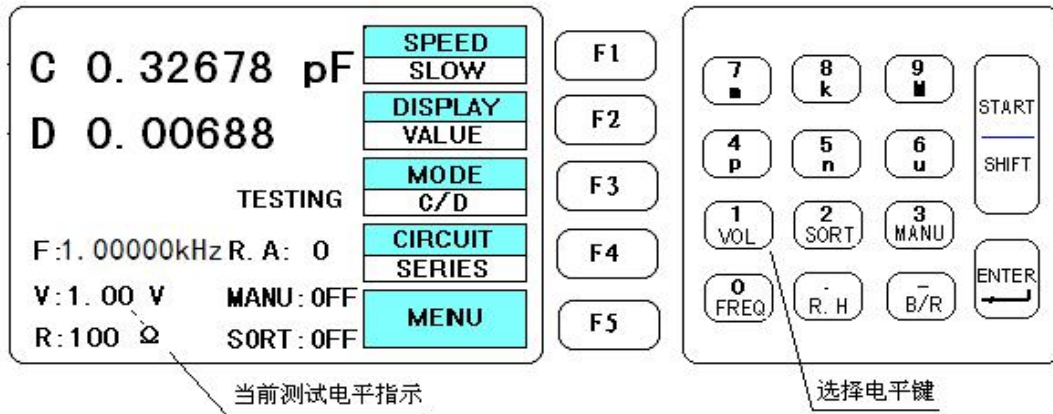 C 0.32678 pF
D 0.00688
TESTING
F:1.00000kHz R.A: 0
V:1.00 V MANU:OFF
R:100 Ω SORT:OFF
SPEED
SLOW
DISPLAY
VALUE
MODE
C/D
CIRCUIT
SERIES
MENU
F1
F2
F3
F4
F5
7
m
8
k
9
M
4
p
5
n
6
u
1
VOL
2
SORT
3
MANU
0
FREQ
.
R.H
-
B/R
START
SHIFT
ENTER
当前测试电平指示
选择电平键